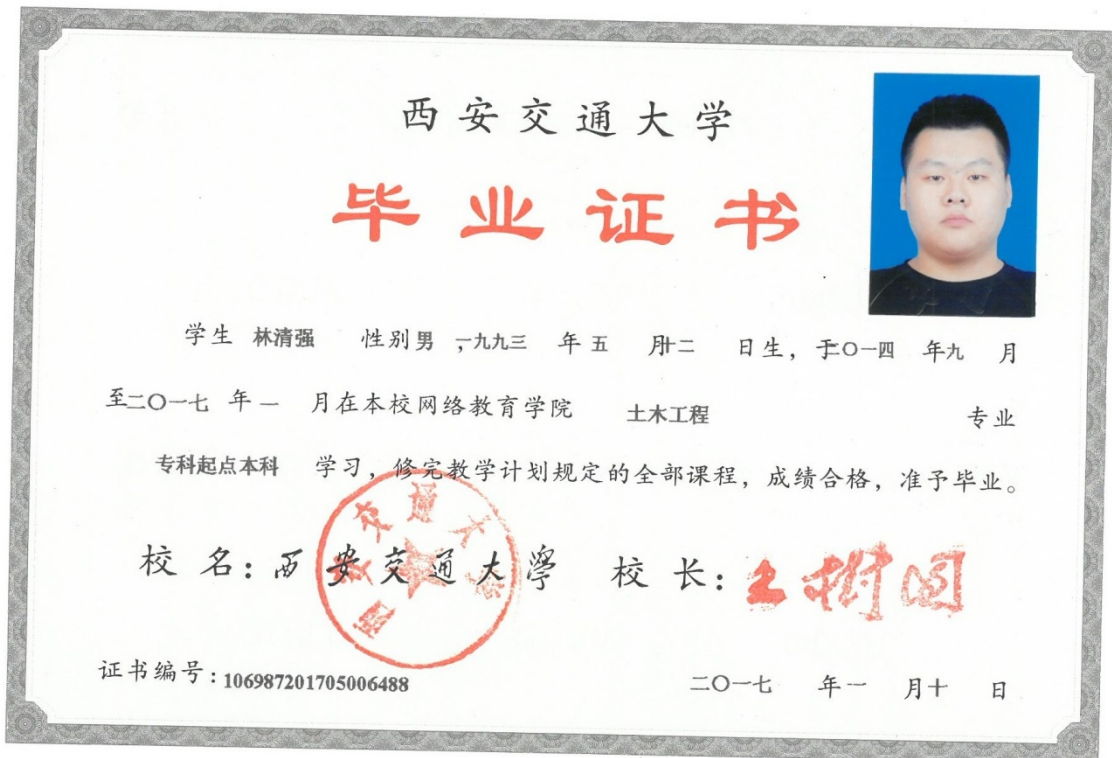 西安交通大学
毕业证书
学生 林清强 性别 男 ，一九九三 年 五 月 十二 日生，于 二〇一四 年 九 月
至 二〇一七 年 一 月在本校网络教育学院 土木工程 专业
专科起点本科 学习，修完教学计划规定的全部课程，成绩合格，准予毕业。
校 名：西安交通大學 校 长：王树国
西安交通大学
证书编号：106987201705006488
二〇一七 年 一 月 十 日